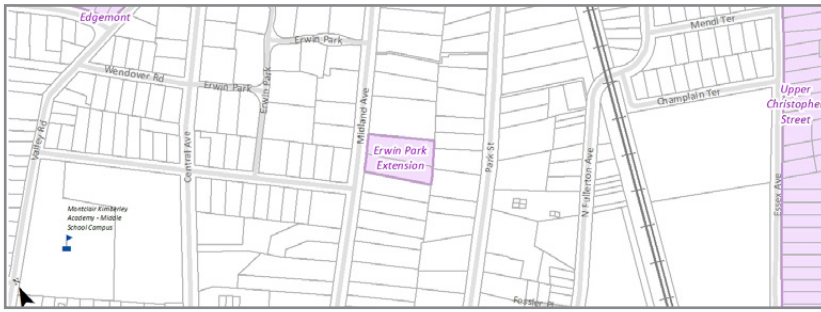 Edgemont
Mendl Ter
Erwin Park
Wendover Rd
Erwin Park
Erwin Park
Midland Ave
Champlain Ter
Upper
Christopher
Street
Valley Rd
Central Ave
Erwin Park
Extension
Park St
N Fullerton Ave
Essex Ave
Montclair Kimberley
Academy - Middle
School Campus